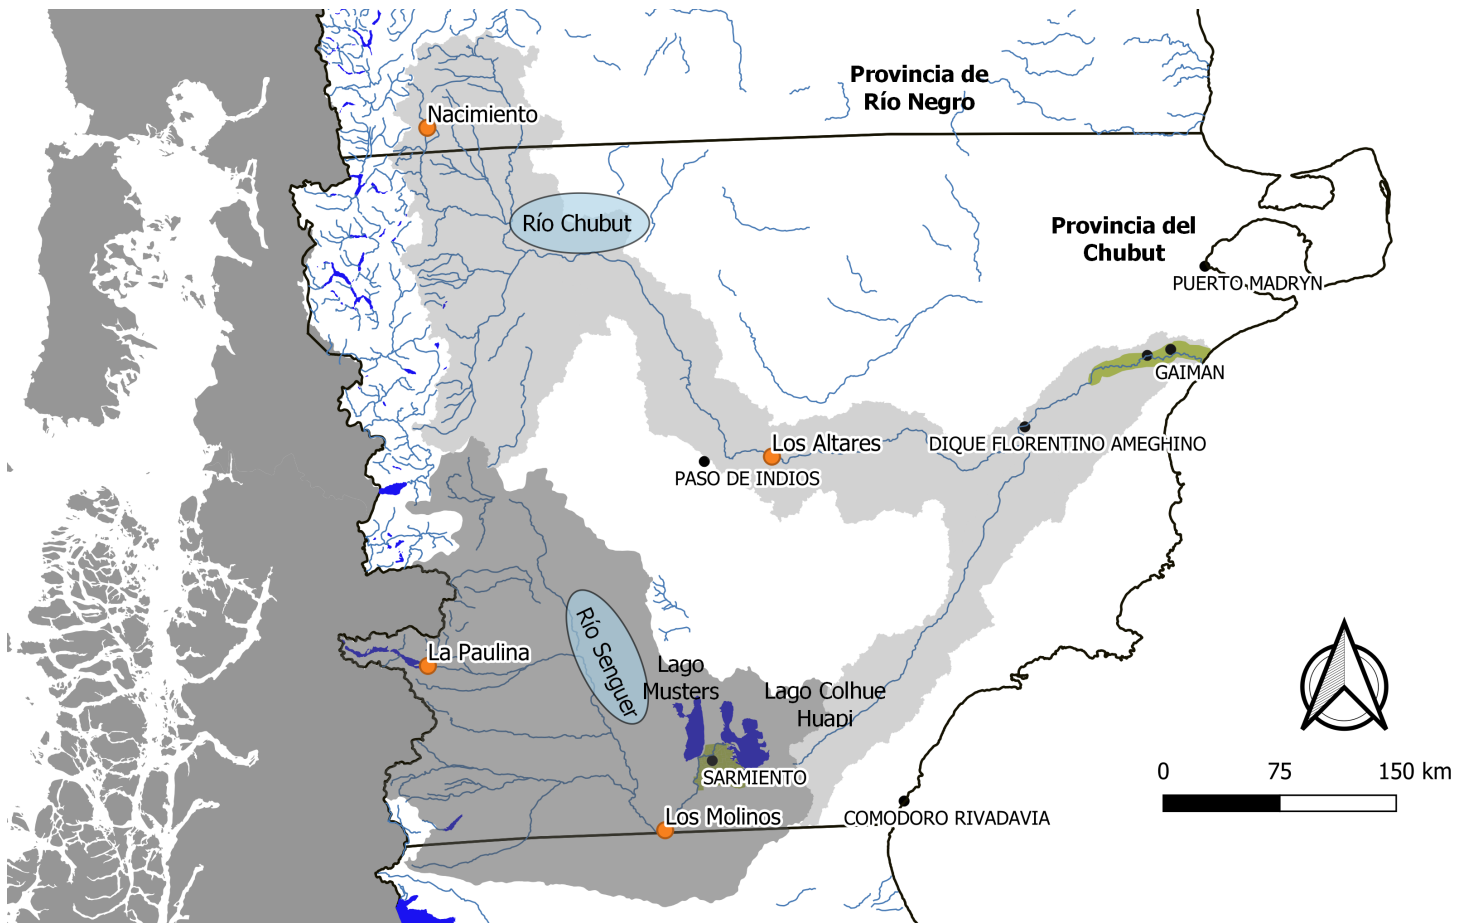 Provincia de
Río Negro
Nacimiento
Río Chubut
Provincia del
Chubut
PUERTO MADRYN
GAIMAN
Los Altares
DIQUE FLORENTINO AMEGHINO
PASO DE INDIOS
Río Senguer
La Paulina
Lago
Musters
Lago Colhue
Huapi
SARMIENTO
Los Molinos
COMODORO RIVADAVIA
0 75 150 km